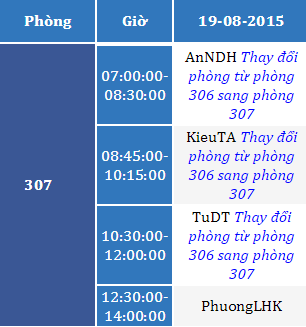 Phòng Giờ 19-08-2015
307
07:00:00-
08:30:00
AnNDH Thay đổi
phòng từ phòng
306 sang phòng
307
08:45:00-
10:15:00
KieuTA Thay đổi
phòng từ phòng
306 sang phòng
307
10:30:00-
12:00:00
TuDT Thay đổi
phòng từ phòng
306 sang phòng
307
12:30:00-
14:00:00
PhuongLHK